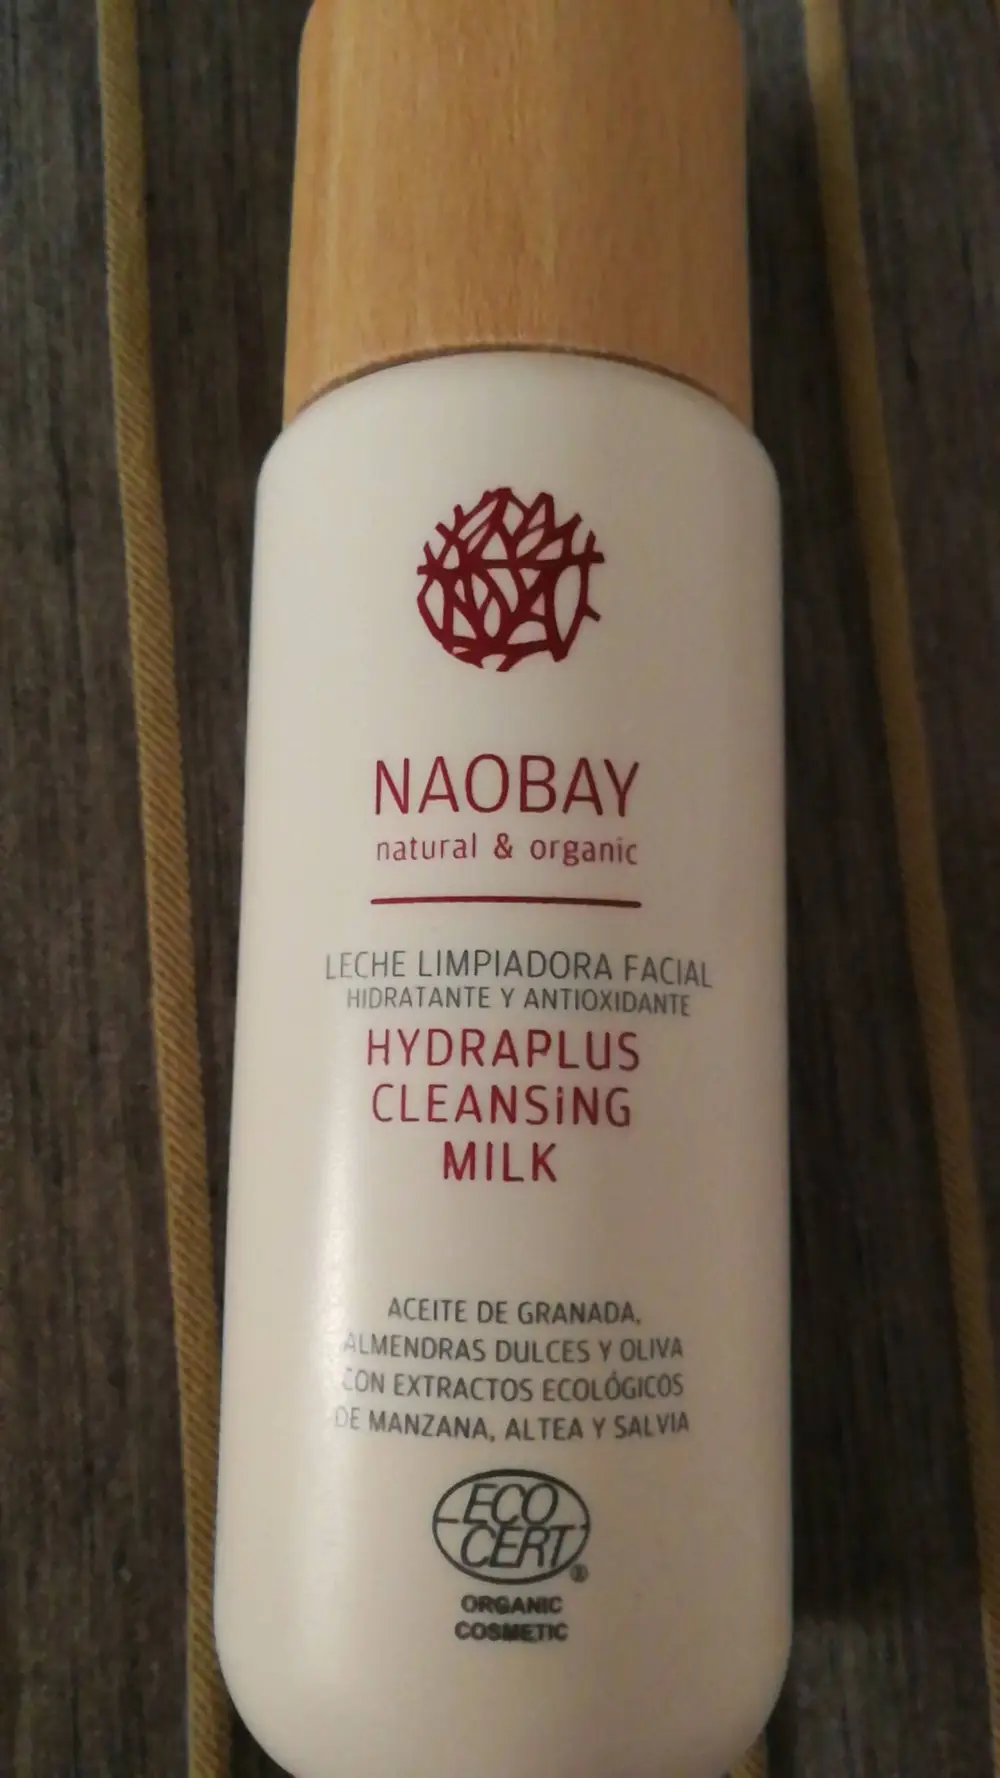 NAOBAY
natural & organic
LECHE LIMPIADORA FACIAL
HIDRATANTE Y ANTIOXIDANTE
HYDRAPLUS
CLEANSiNG
MILK
ACEITE DE GRANADA,
ALMENDRAS DULCES Y OLIVA
CON EXTRACTOS ECOLÓGICOS
DE MANZANA, ALTEA Y SALVIA
ECO
CERT®
ORGANIC
COSMETIC